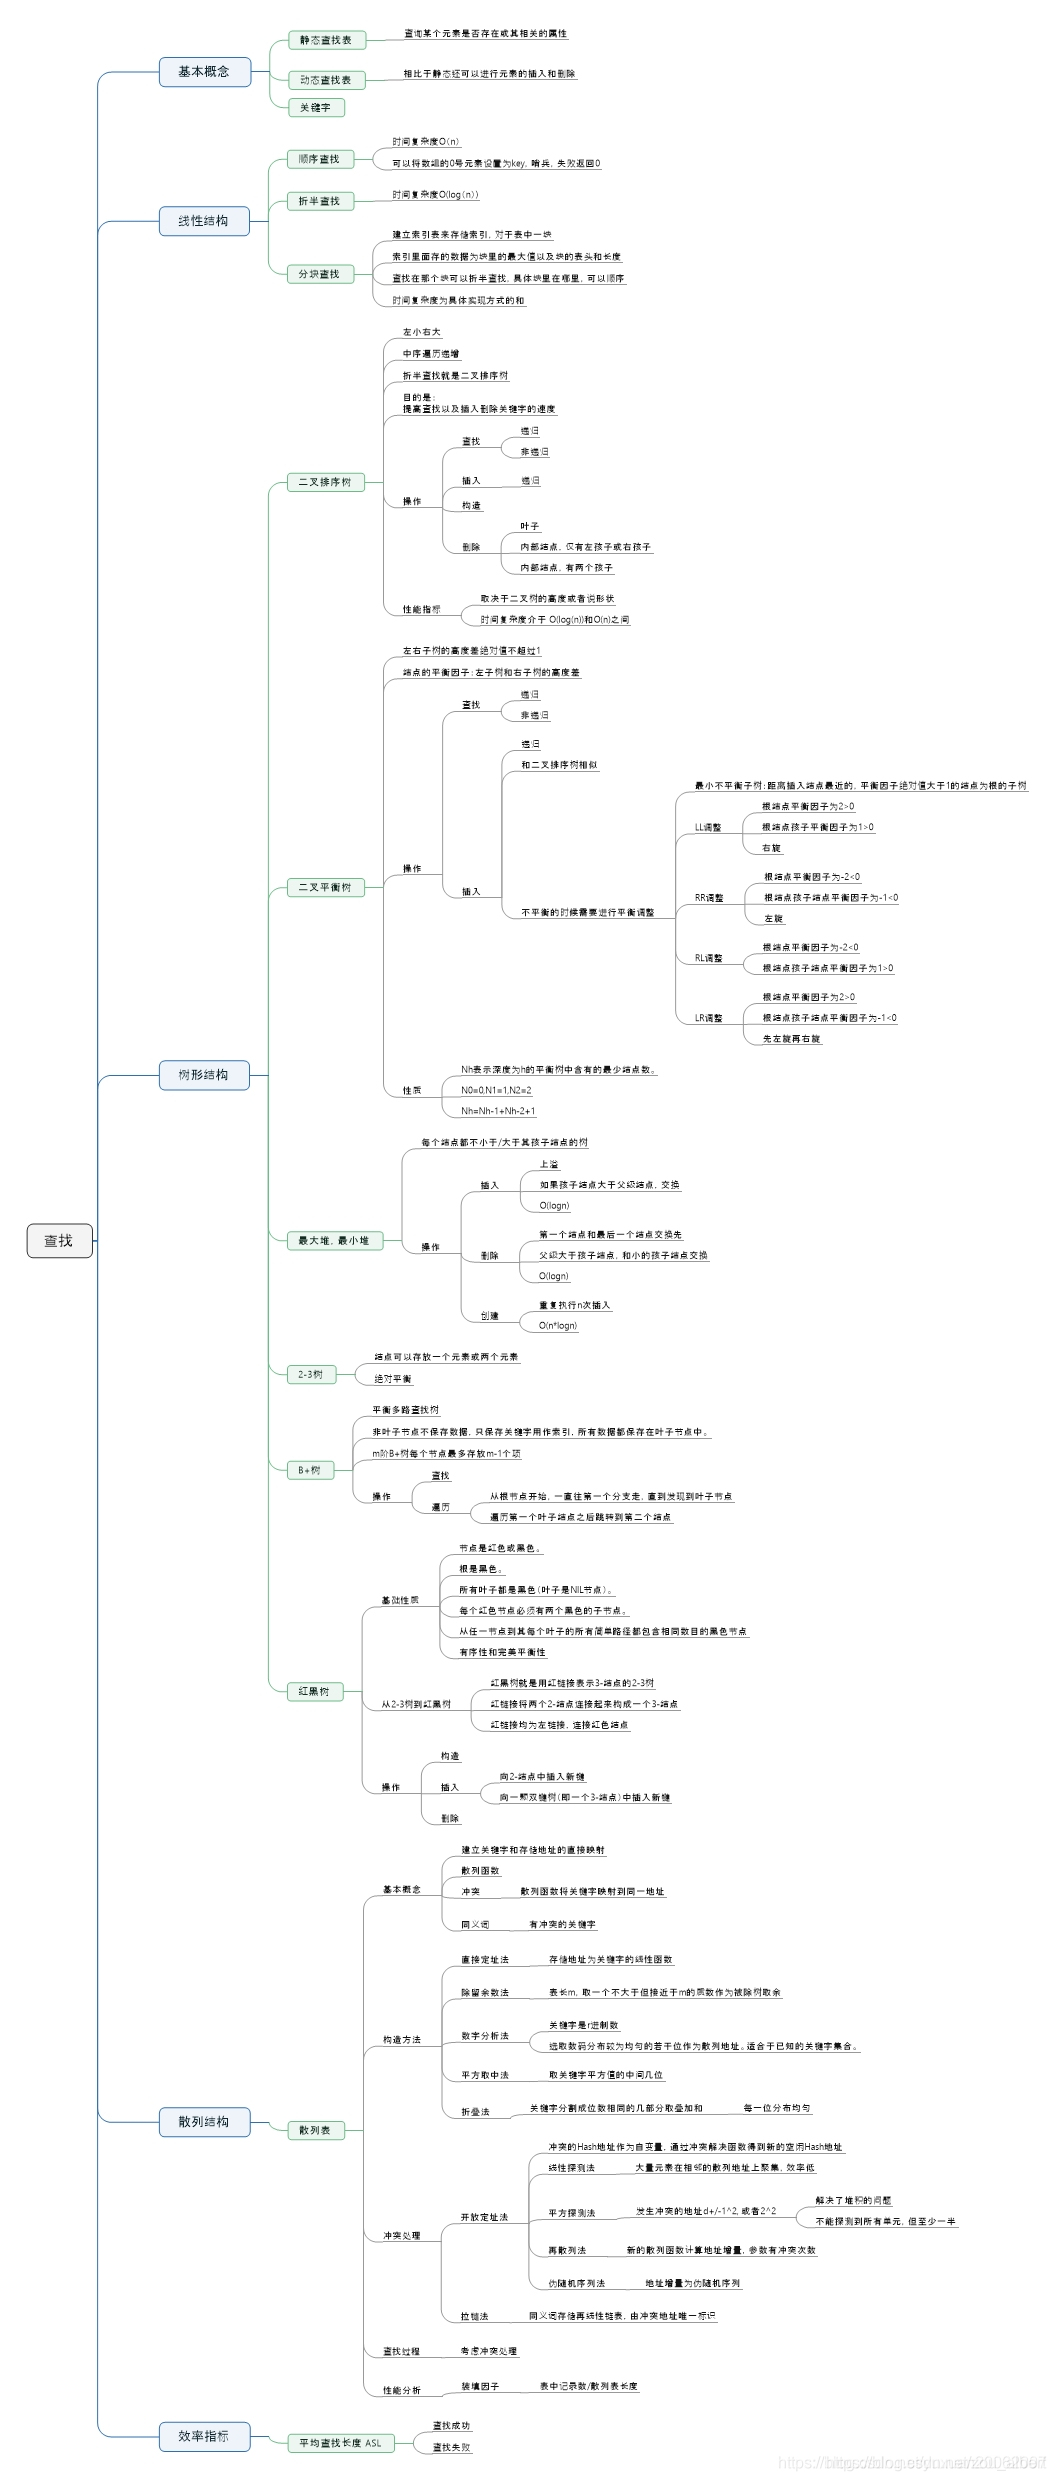 查找
基本概念
静态查找表
查询某个元素是否存在或其相关的属性
动态查找表
相比于静态还可以进行元素的插入和删除
关键字
线性结构
顺序查找
时间复杂度O（n）
可以将数组的0号元素设置为key，哨兵，失败返回0
折半查找
时间复杂度O(log（n）)
分块查找
建立索引表来存储索引，对于表中一块
索引里面存的数据为块里的最大值以及块的表头和长度
查找在那个块可以折半查找，具体块里在哪里，可以顺序
时间复杂度为具体实现方式的和
树形结构
二叉排序树
左小右大
中序遍历递增
折半查找就是二叉排序树
目的是：
提高查找以及插入删除关键字的速度
操作
查找
递归
非递归
插入
递归
构造
删除
叶子
内部结点，仅有左孩子或右孩子
内部结点，有两个孩子
性能指标
取决于二叉树的高度或者说形状
时间复杂度介于 O(log(n))和O(n)之间
二叉平衡树
左右子树的高度差绝对值不超过1
结点的平衡因子：左子树和右子树的高度差
操作
查找
递归
非递归
插入
递归
和二叉排序树相似
不平衡的时候需要进行平衡调整
最小不平衡子树：距离插入结点最近的，平衡因子绝对值大于1的结点为根的子树
LL调整
根结点平衡因子为2>0
根结点孩子平衡因子为1>0
右旋
RR调整
根结点平衡因子为-2<0
根结点孩子结点平衡因子为-1<0
左旋
RL调整
根结点平衡因子为-2<0
根结点孩子结点平衡因子为1>0
LR调整
根结点平衡因子为2>0
根结点孩子结点平衡因子为-1<0
先左旋再右旋
性质
Nh表示深度为h的平衡树中含有的最少结点数。
N0=0,N1=1,N2=2
Nh=Nh-1+Nh-2+1
最大堆，最小堆
每个结点都不小于/大于其孩子结点的树
操作
插入
上溢
如果孩子结点大于父级结点，交换
O(logn)
删除
第一个结点和最后一个结点交换先
父级大于孩子结点，和小的孩子结点交换
O(logn)
创建
重复执行n次插入
O(n*logn)
2-3树
结点可以存放一个元素或两个元素
绝对平衡
B+树
平衡多路查找树
非叶子节点不保存数据，只保存关键字用作索引，所有数据都保存在叶子节点中。
m阶B+树每个节点最多存放m-1个项
操作
查找
遍历
从根节点开始，一直往第一个分支走，直到发现到叶子节点
遍历第一个叶子结点之后跳转到第二个结点
红黑树
基础性质
节点是红色或黑色。
根是黑色。
所有叶子都是黑色（叶子是NIL节点）。
每个红色节点必须有两个黑色的子节点。
从任一节点到其每个叶子的所有简单路径都包含相同数目的黑色节点
有序性和完美平衡性
从2-3树到红黑树
红黑树就是用红链接表示3-结点的2-3树
红链接将两个2-结点连接起来构成一个3-结点
红链接均为左链接，连接红色结点
操作
构造
插入
向2-结点中插入新键
向一颗双键树（即一个3-结点）中插入新键
删除
散列结构
散列表
基本概念
建立关键字和存储地址的直接映射
散列函数
冲突
散列函数将关键字映射到同一地址
同义词
有冲突的关键字
构造方法
直接定址法
存储地址为关键字的线性函数
除留余数法
表长m，取一个不大于但接近于m的质数作为被除树取余
数字分析法
关键字是r进制数
选取数码分布较为均匀的若干位作为散列地址。适合于已知的关键字集合。
平方取中法
取关键字平方值的中间几位
折叠法
关键字分割成位数相同的几部分取叠加和
每一位分布均匀
冲突处理
开放定址法
冲突的Hash地址作为自变量，通过冲突解决函数得到新的空闲Hash地址
线性探测法
大量元素在相邻的散列地址上聚集，效率低
平方探测法
发生冲突的地址d+/-1^2, 或者2^2
解决了堆积的问题
不能探测到所有单元，但至少一半
再散列法
新的散列函数计算地址增量，参数有冲突次数
伪随机序列法
地址增量为伪随机序列
拉链法
同义词存储再线性链表，由冲突地址唯一标识
查找过程
考虑冲突处理
性能分析
装填因子
表中记录数/散列表长度
效率指标
平均查找长度 ASL
查找成功
查找失败